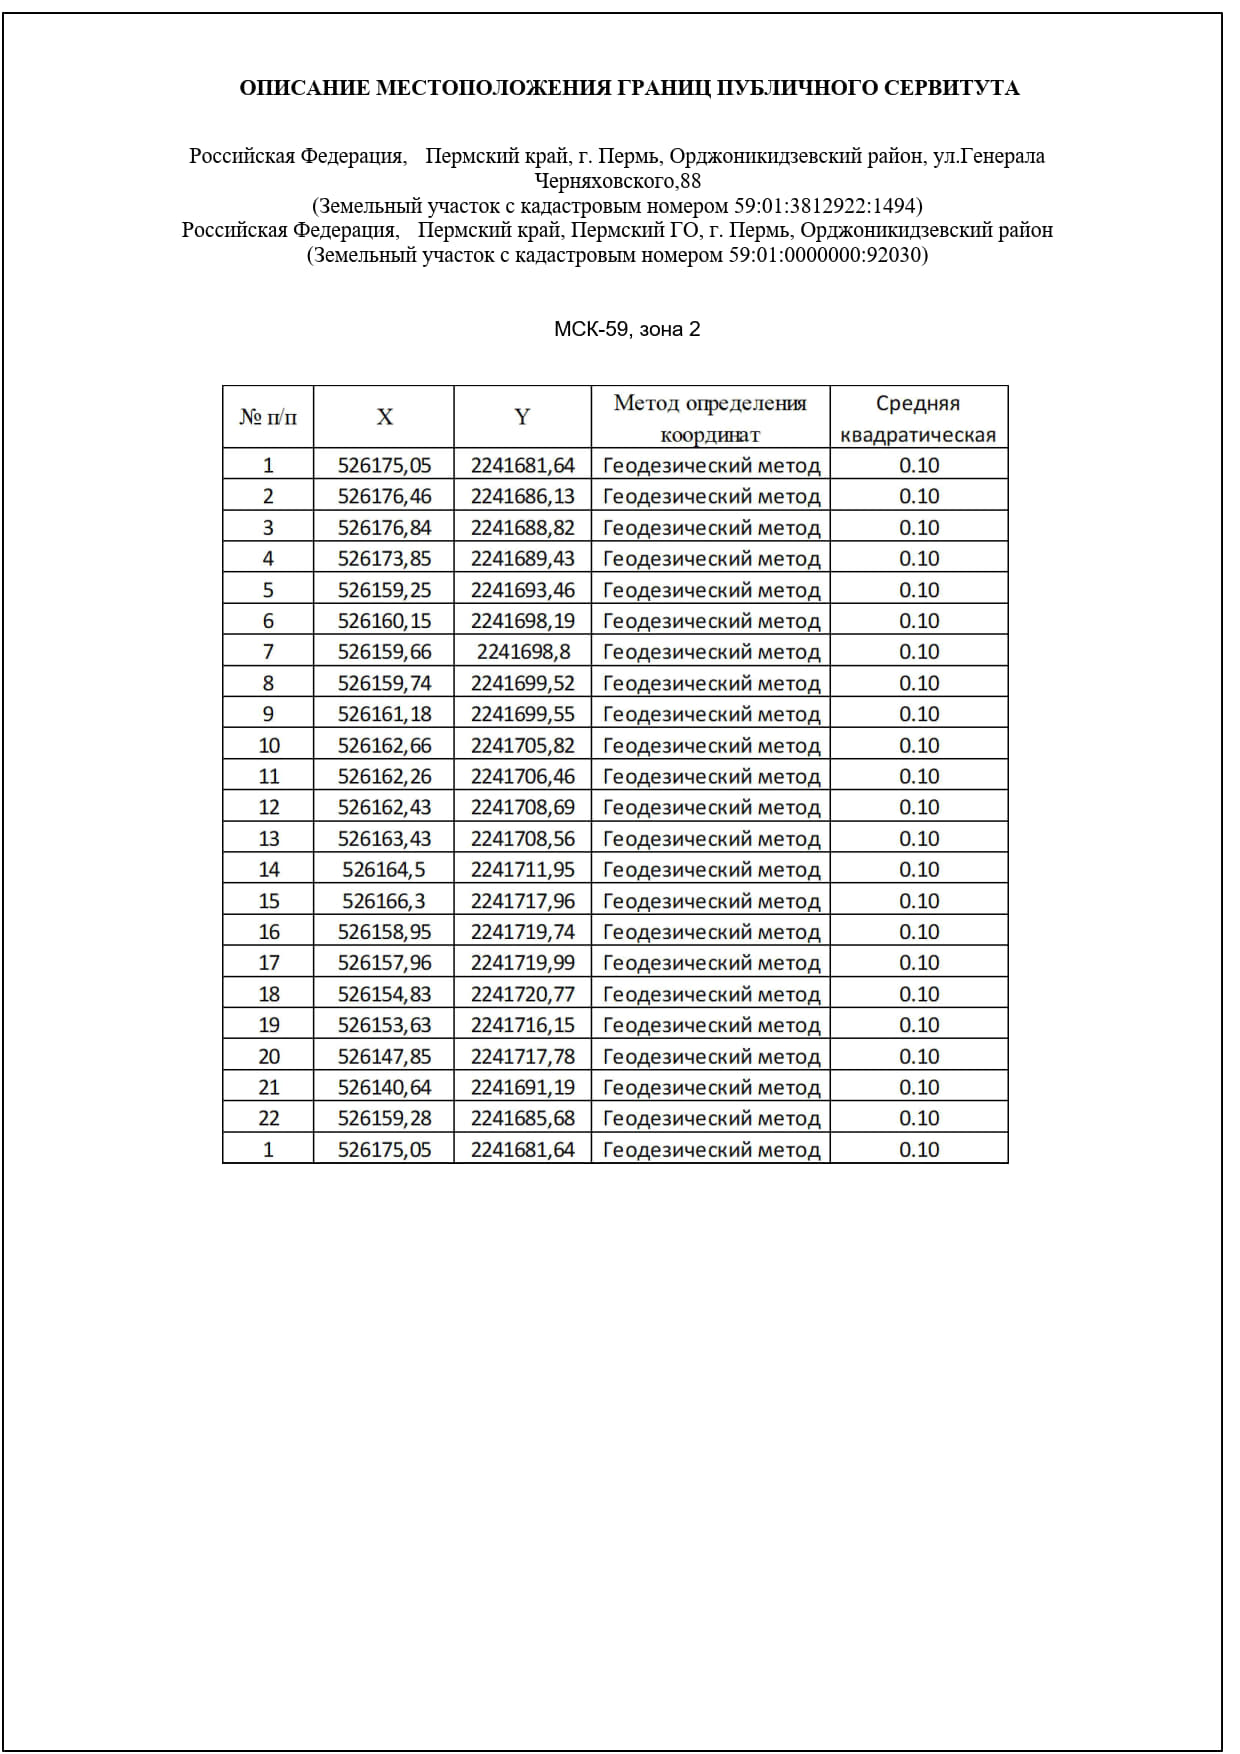 ОПИСАНИЕ МЕСТОПОЛОЖЕНИЯ ГРАНИЦ ПУБЛИЧНОГО СЕРВИТУТА
Российская Федерация, Пермский край, г. Пермь, Орджоникидзевский район, ул.Генерала
Черняховского,88
(Земельный участок с кадастровым номером 59:01:3812922:1494)
Российская Федерация, Пермский край, Пермский ГО, г. Пермь, Орджоникидзевский район
(Земельный участок с кадастровым номером 59:01:0000000:92030)
МСК-59, зона 2
№ п/п X Y Метод определения координат Средняя квадратическая
1 526175,05 2241681,64 Геодезический метод 0.10
2 526176,46 2241686,13 Геодезический метод 0.10
3 526176,84 2241688,82 Геодезический метод 0.10
4 526173,85 2241689,43 Геодезический метод 0.10
5 526159,25 2241693,46 Геодезический метод 0.10
6 526160,15 2241698,19 Геодезический метод 0.10
7 526159,66 2241698,8 Геодезический метод 0.10
8 526159,74 2241699,52 Геодезический метод 0.10
9 526161,18 2241699,55 Геодезический метод 0.10
10 526162,66 2241705,82 Геодезический метод 0.10
11 526162,26 2241706,46 Геодезический метод 0.10
12 526162,43 2241708,69 Геодезический метод 0.10
13 526163,43 2241708,56 Геодезический метод 0.10
14 526164,5 2241711,95 Геодезический метод 0.10
15 526166,3 2241717,96 Геодезический метод 0.10
16 526158,95 2241719,74 Геодезический метод 0.10
17 526157,96 2241719,99 Геодезический метод 0.10
18 526154,83 2241720,77 Геодезический метод 0.10
19 526153,63 2241716,15 Геодезический метод 0.10
20 526147,85 2241717,78 Геодезический метод 0.10
21 526140,64 2241691,19 Геодезический метод 0.10
22 526159,28 2241685,68 Геодезический метод 0.10
1 526175,05 2241681,64 Геодезический метод 0.10